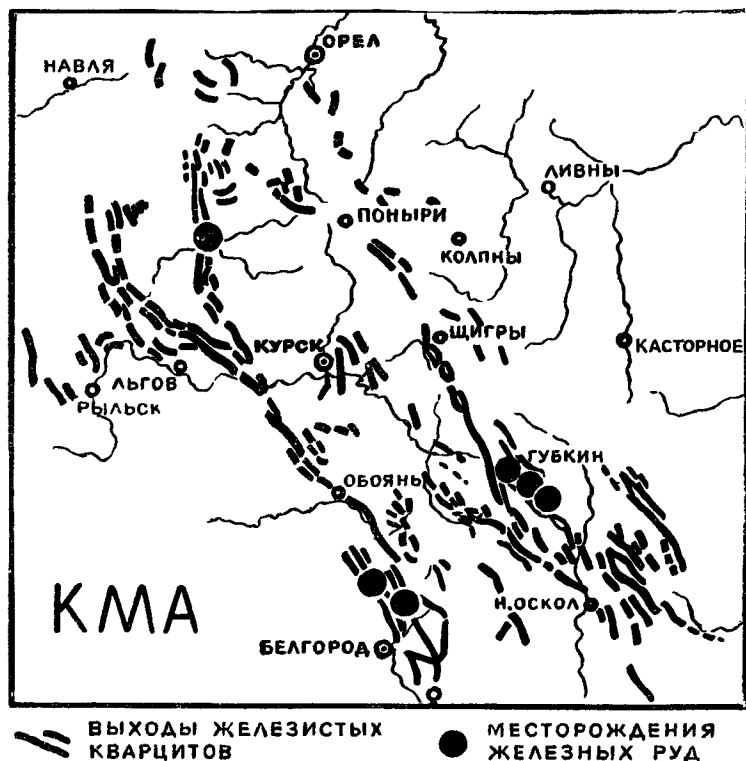 ОРЕЛ
НАВЛЯ
ЛИВНЫ
ПОНЫРИ
КОЛПНЫ
ЩИГРЫ
КУРСК
КАСТОРНОЕ
ЛЬГОВ
РЫЛЬСК
ГУБКИН
ОБОЯНЬ
КМА
Н.ОСКОЛ
БЕЛГОРОД
ВЫХОДЫ ЖЕЛЕЗИСТЫХ
КВАРЦИТОВ
МЕСТОРОЖДЕНИЯ
ЖЕЛЕЗНЫХ РУД